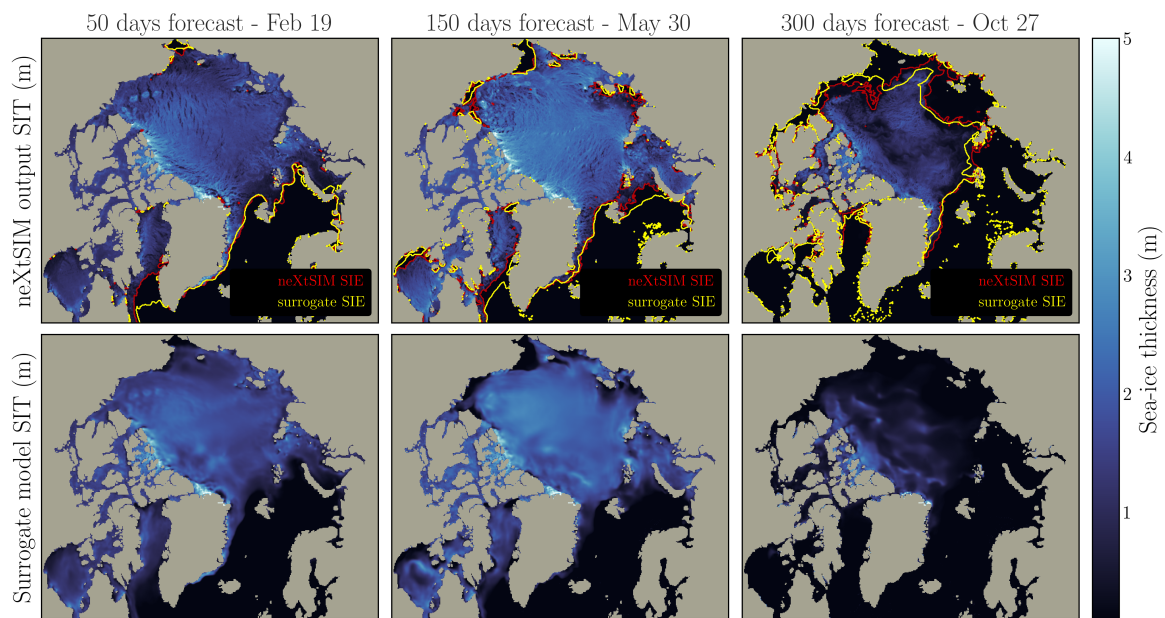 50 days forecast - Feb 19
150 days forecast - May 30
300 days forecast - Oct 27
neXtSIM output SIT (m)
neXtSIM SIE
surrogate SIE
neXtSIM SIE
surrogate SIE
neXtSIM SIE
surrogate SIE
Surrogate model SIT (m)
5
4
3
2
1
Sea-ice thickness (m)